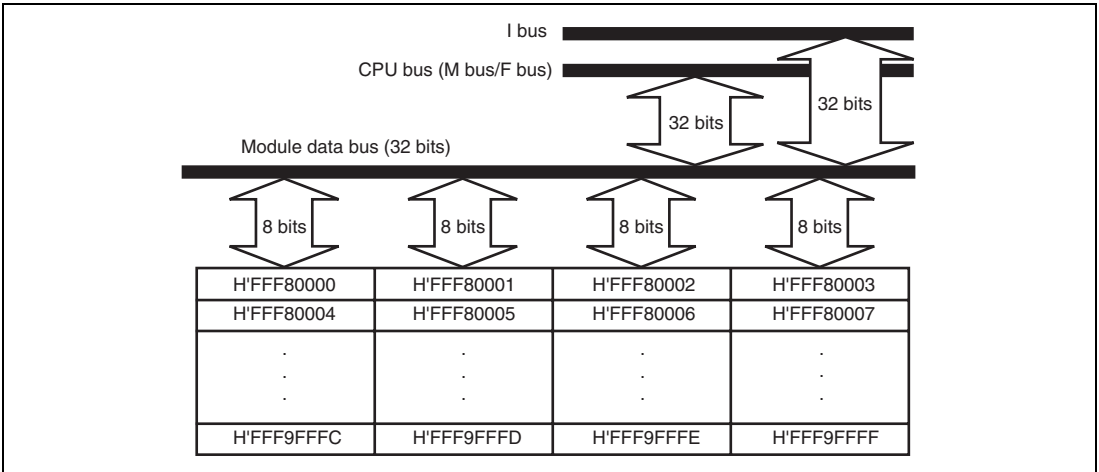 I bus
CPU bus (M bus/F bus)
32 bits
32 bits
Module data bus (32 bits)
8 bits 8 bits 8 bits 8 bits
H'FFF80000 H'FFF80001 H'FFF80002 H'FFF80003
H'FFF80004 H'FFF80005 H'FFF80006 H'FFF80007
. . . .
. . . .
. . . .
H'FFF9FFFC H'FFF9FFFD H'FFF9FFFE H'FFF9FFFF